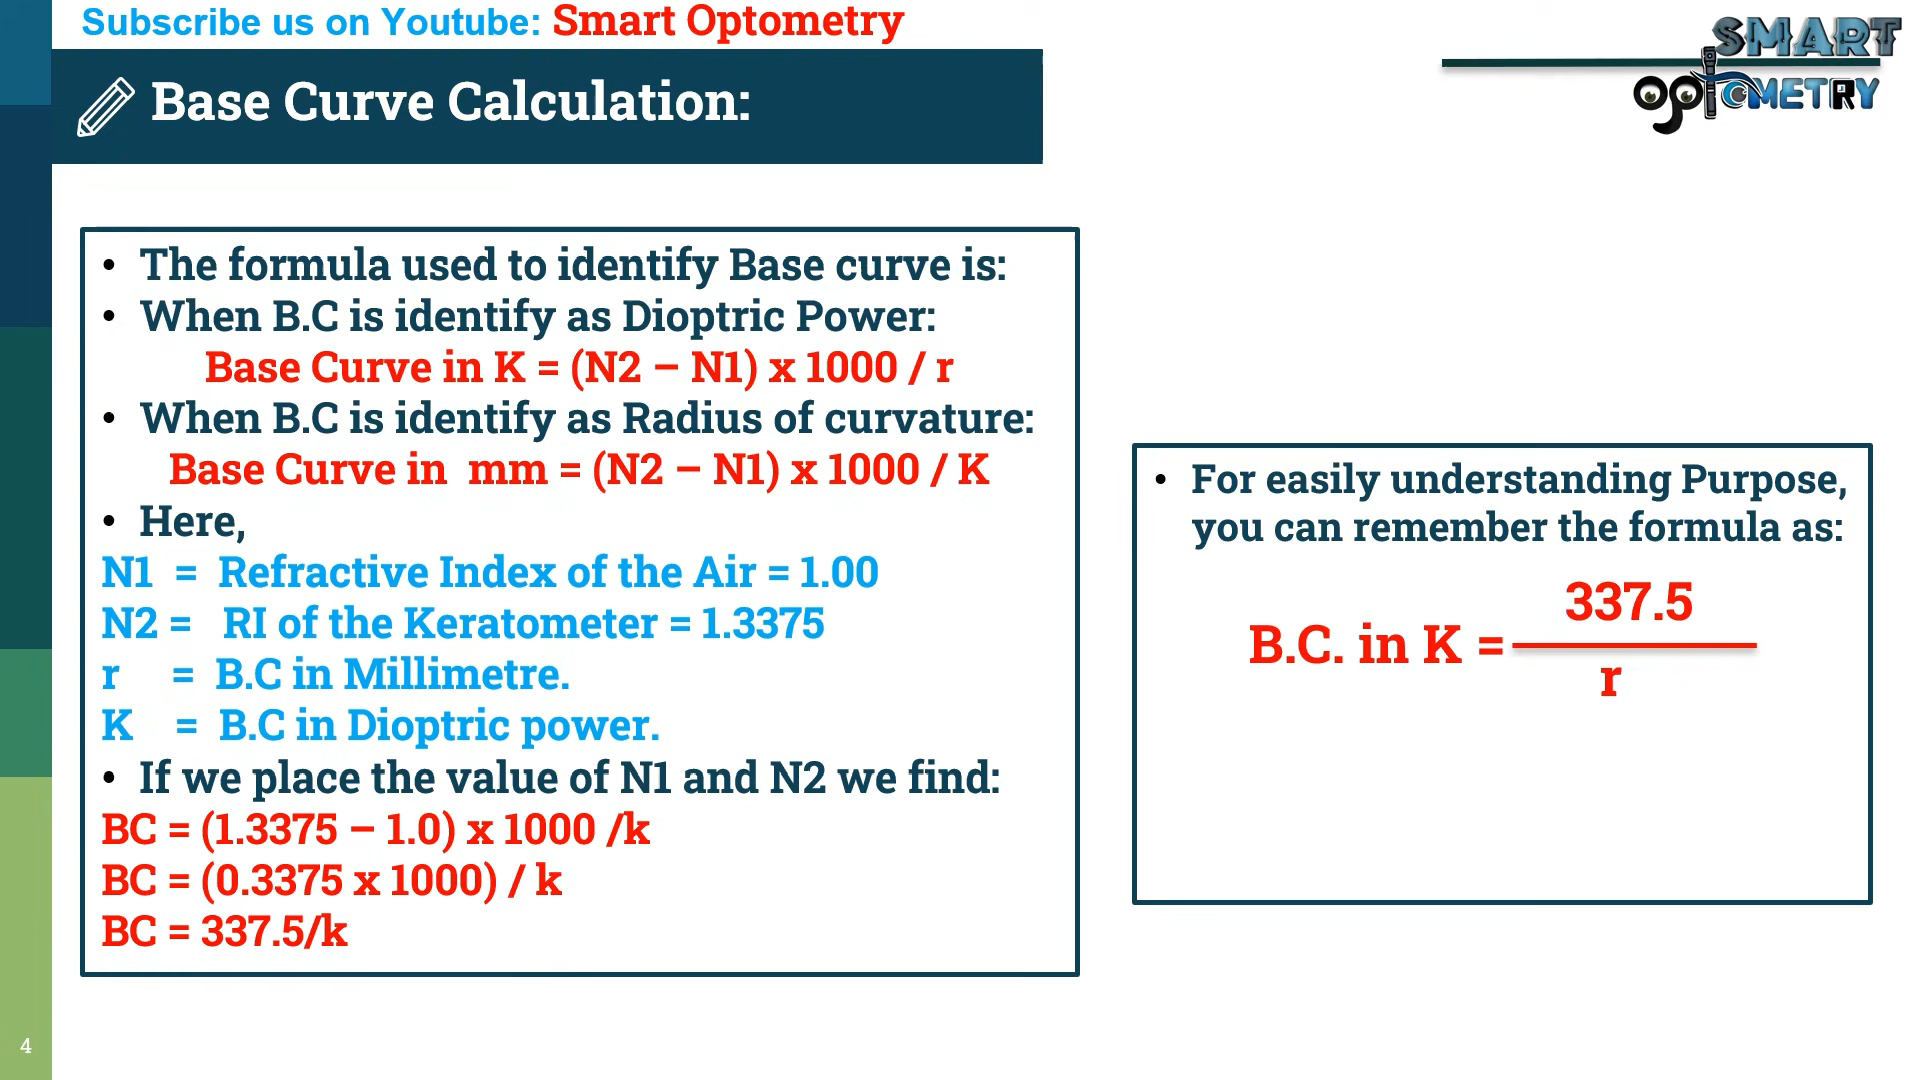 Subscribe us on Youtube: Smart Optometry
SMART
OptOMETRY
Base Curve Calculation:
• The formula used to identify Base curve is:
• When B.C is identify as Dioptric Power:
Base Curve in K = (N2 – N1) x 1000 / r
• When B.C is identify as Radius of curvature:
Base Curve in mm = (N2 – N1) x 1000 / K
• Here,
N1 = Refractive Index of the Air = 1.00
N2 = RI of the Keratometer = 1.3375
r = B.C in Millimetre.
K = B.C in Dioptric power.
• If we place the value of N1 and N2 we find:
BC = (1.3375 – 1.0) x 1000 /k
BC = (0.3375 x 1000) / k
BC = 337.5/k
• For easily understanding Purpose,
you can remember the formula as:
337.5
B.C. in K =
r
4